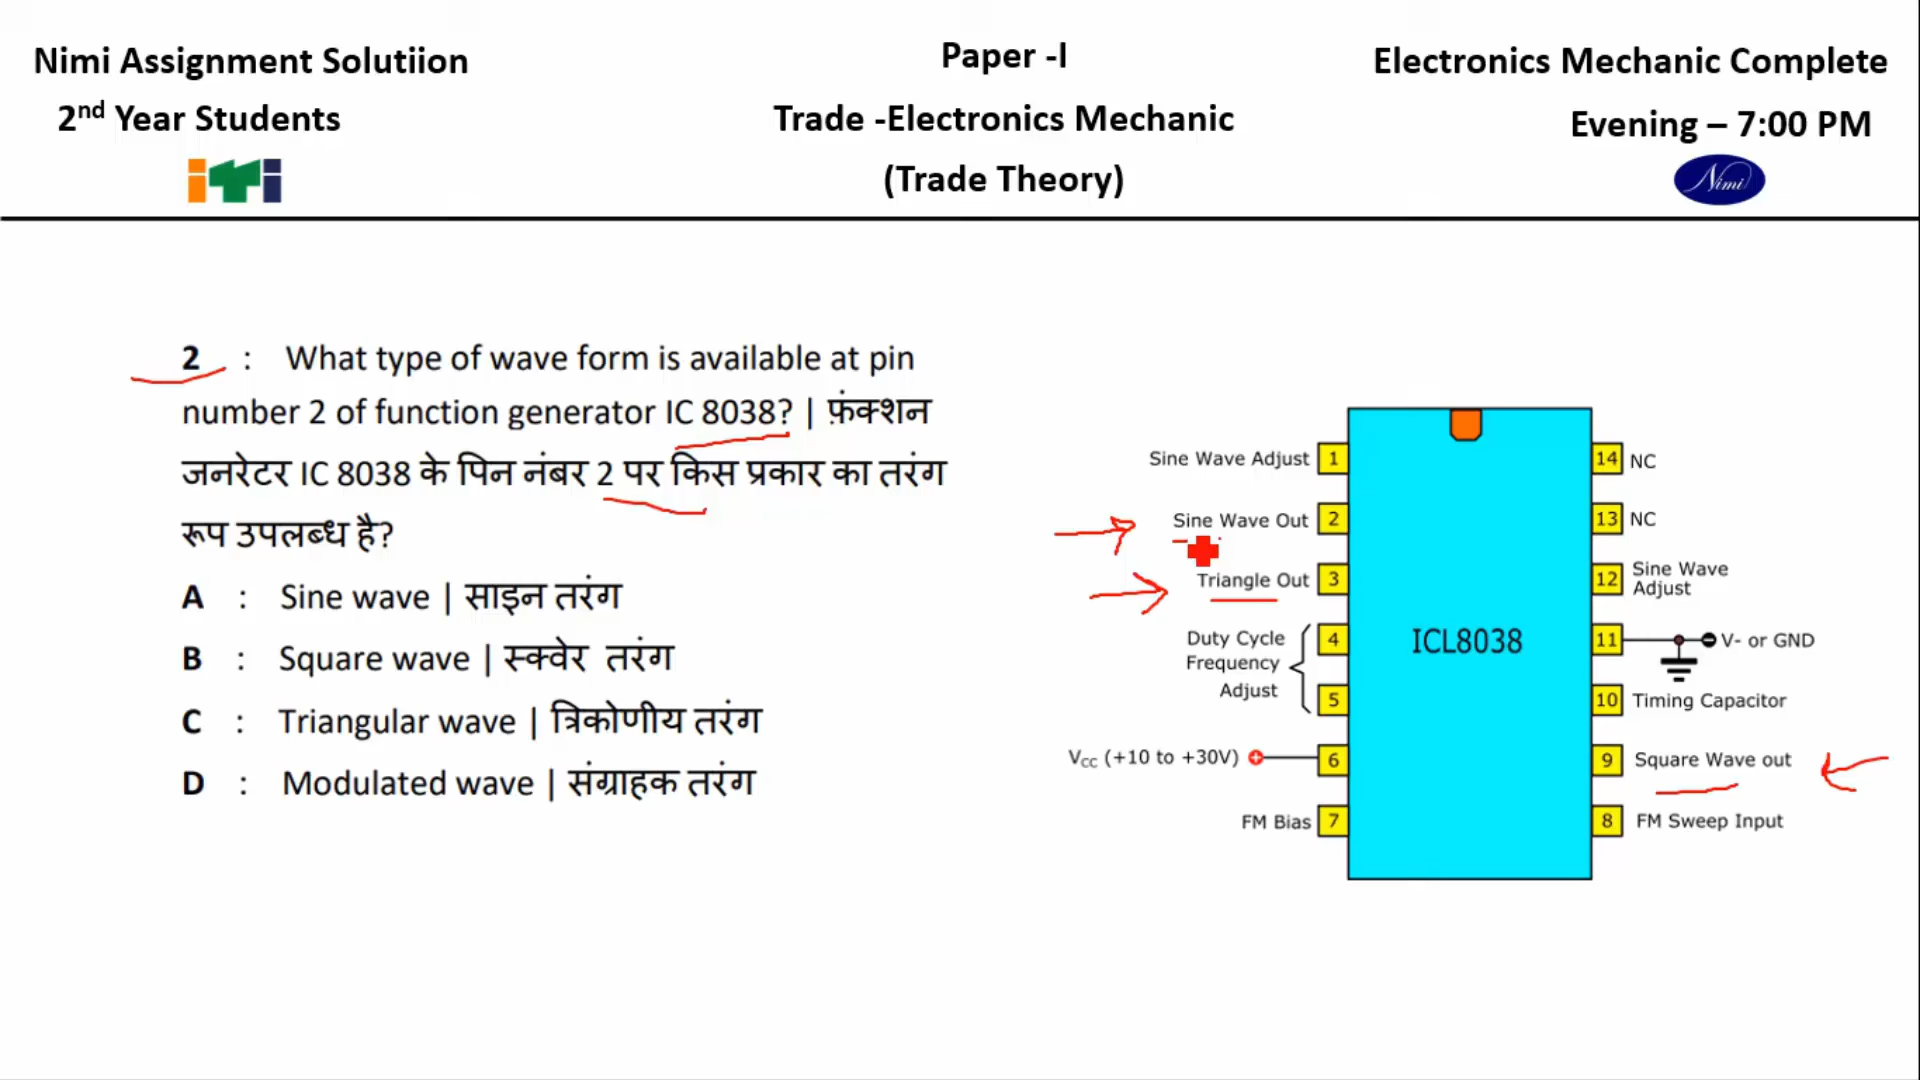 Nimi Assignment Solutiion
2nd Year Students
iTi
Paper -I
Trade -Electronics Mechanic
(Trade Theory)
Electronics Mechanic Complete
Evening – 7:00 PM
Nimi
2 : What type of wave form is available at pin
number 2 of function generator IC 8038? | फ़ंक्शन
जनरेटर IC 8038 के पिन नंबर 2 पर किस प्रकार का तरंग
रूप उपलब्ध है?
A : Sine wave | साइन तरंग
B : Square wave | स्क्वेर तरंग
C : Triangular wave | त्रिकोणीय तरंग
D : Modulated wave | संग्राहक तरंग
Sine Wave Adjust 1
Sine Wave Out 2
Triangle Out 3
Duty Cycle
Frequency
Adjust
4
5
VCC (+10 to +30V) + 6
FM Bias 7
ICL8038
14 NC
13 NC
12 Sine Wave
Adjust
11 V- or GND
10 Timing Capacitor
9 Square Wave out
8 FM Sweep Input